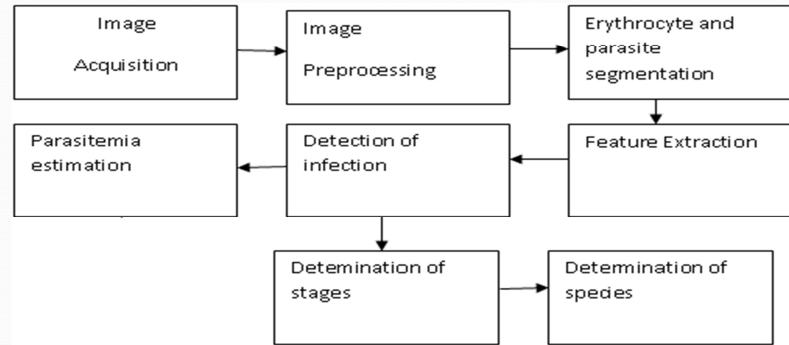 Image
Acquisition
Image
Preprocessing
Erythrocyte and
parasite
segmentation
Parasitemia
estimation
Detection of
infection
Feature Extraction
Detemination of
stages
Determination of
species